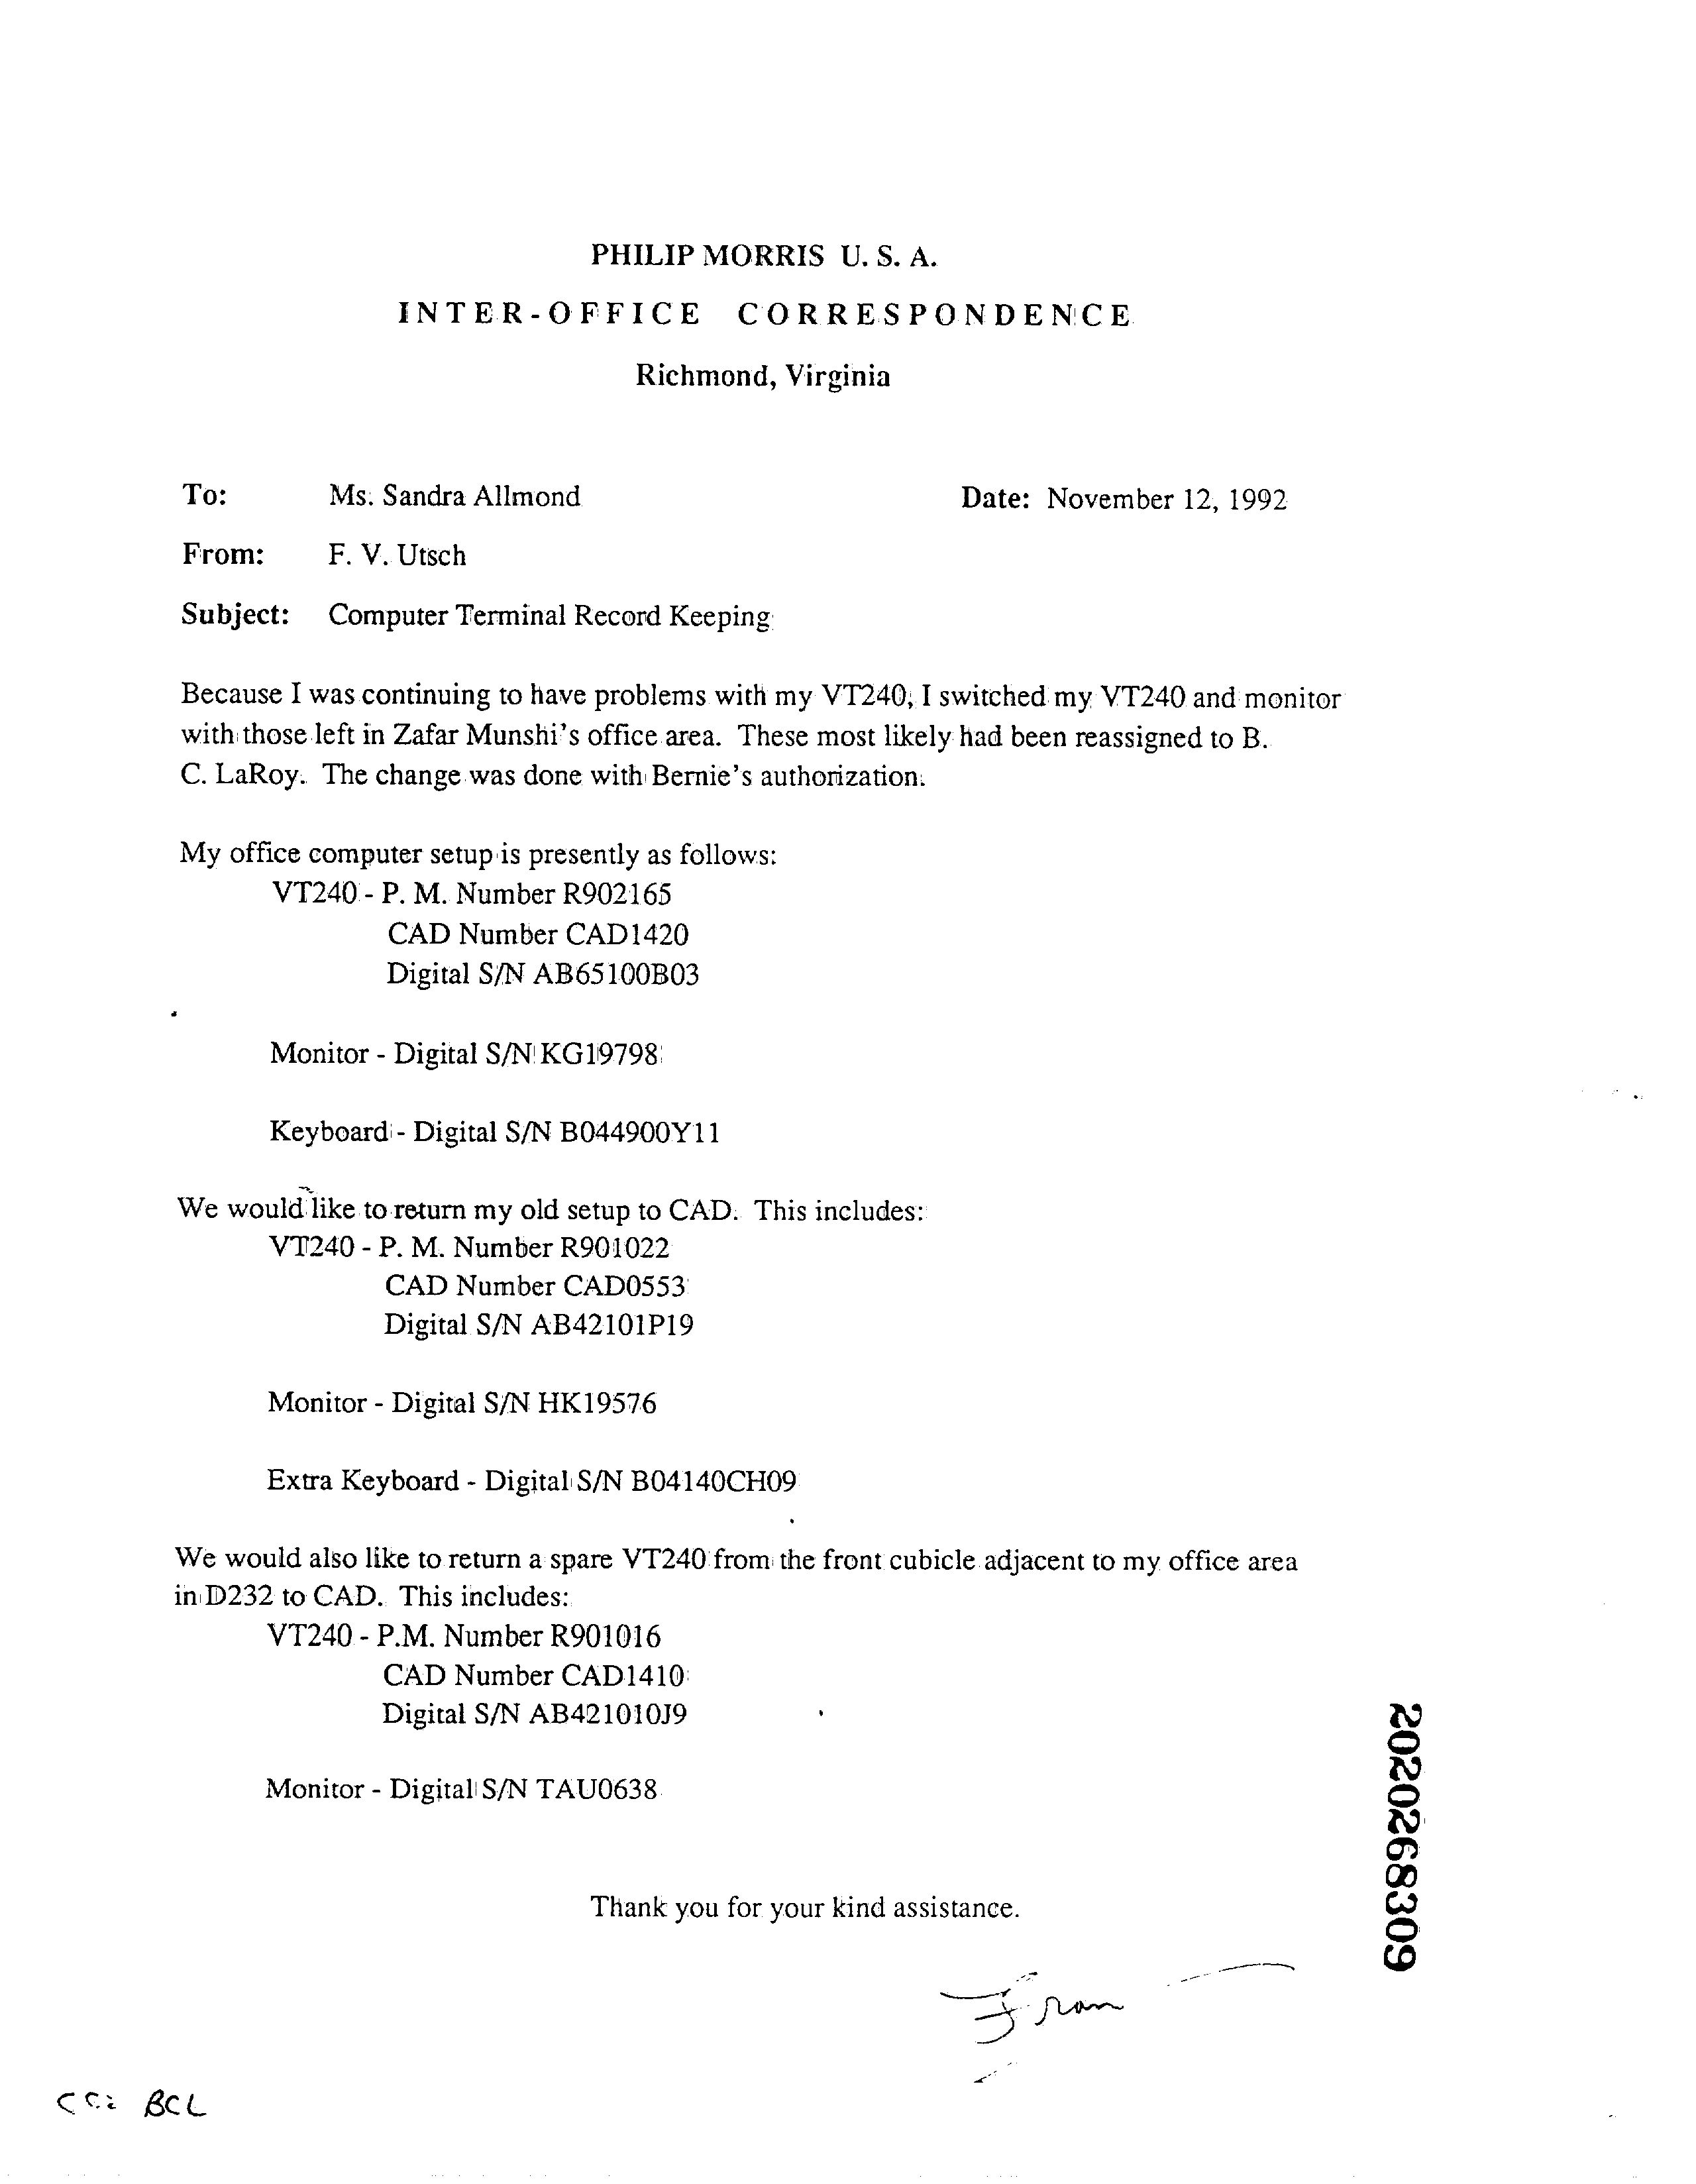 PHILIP MORRIS U. S. A.
INTER-OFFICE CORRESPONDENCE
Richmond, Virginia
To: Ms. Sandra Allmond Date: November 12, 1992
From: F. V. Utsch
Subject: Computer Terminal Record Keeping
Because I was continuing to have problems with my VT240, I switched my VT240 and monitor
with those left in Zafar Munshi's office area. These most likely had been reassigned to B.
C. LaRoy. The change was done with Bernie's authorization.
My office computer setup is presently as follows:
VT240 - P. M. Number R902165
CAD Number CAD1420
Digital S/N AB65100B03
Monitor - Digital S/N KG19798
Keyboard - Digital S/N B044900Y11
We would like to return my old setup to CAD. This includes:
VT240 - P. M. Number R901022
CAD Number CAD0553
Digital S/N AB42101P19
Monitor - Digital S/N HK19576
Extra Keyboard - Digital S/N B04140CH09
We would also like to return a spare VT240 from the front cubicle adjacent to my office area
in D232 to CAD. This includes:
VT240 - P.M. Number R901016
CAD Number CAD1410
Digital S/N AB421010J9
Monitor - Digital S/N TAU0638
Thank you for your kind assistance.
Fran
cc: BCL
2020268309